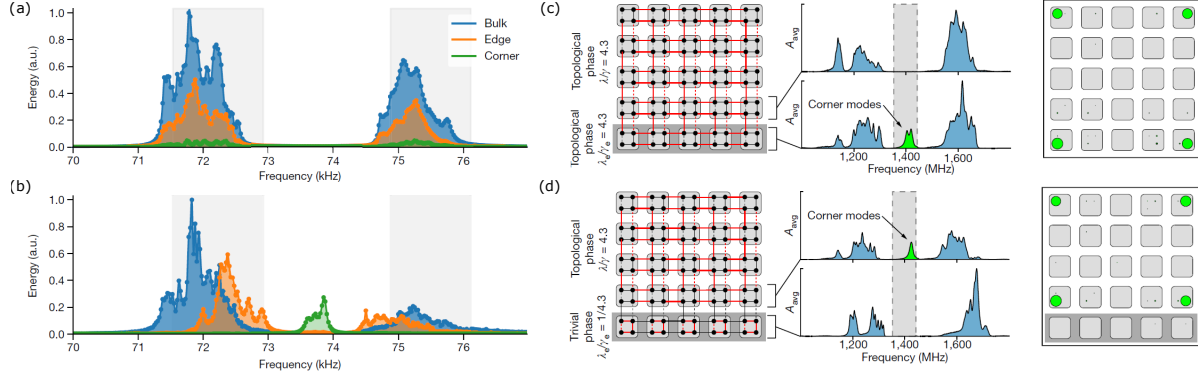 (a)
Energy (a.u.)
1.0
0.8
0.6
0.4
0.2
0.0
Bulk
Edge
Corner
70
71
72
73
74
75
76
Frequency (kHz)
(b)
Energy (a.u.)
1.0
0.8
0.6
0.4
0.2
0
70
71
72
73
74
75
76
Frequency (kHz)
(c)
Topological
phase
λ/γ = 4.3
Topological
phase
λe/γe = 4.3
Aavg
Aavg
Corner modes
1,200
1,400
1,600
Frequency (MHz)
(d)
Topological
phase
λ/γ = 4.3
Trivial
phase
λe/γe = 1/4.3
Aavg
Corner modes
Aavg
1,200
1,400
1,600
Frequency (MHz)